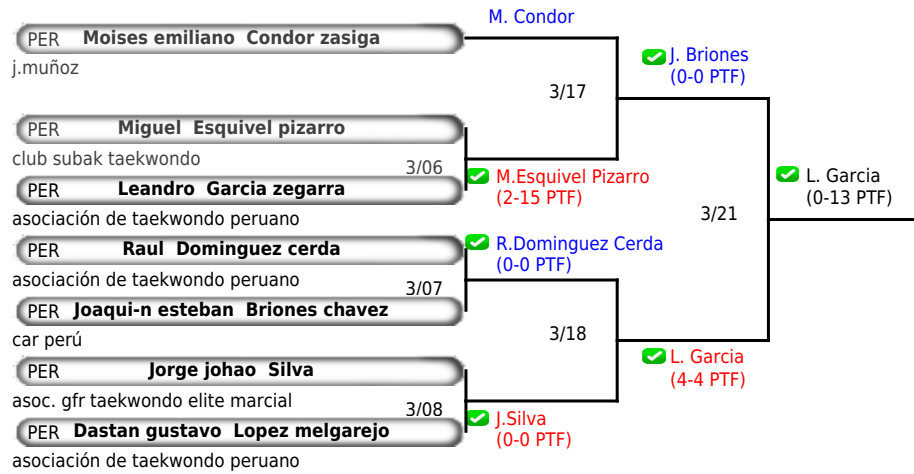 M. Condor
PER Moises emiliano Condor zasiga
j.muñoz
J. Briones
(0-0 PTF)
3/17
PER Miguel Esquivel pizarro
club subak taekwondo
3/06
M.Esquivel Pizarro
(2-15 PTF)
PER Leandro Garcia zegarra
asociación de taekwondo peruano
L. Garcia
(0-13 PTF)
3/21
PER Raul Dominguez cerda
R.Dominguez Cerda
(0-0 PTF)
asociación de taekwondo peruano
3/07
PER Joaqui-n esteban Briones chavez
car perú
3/18
L. Garcia
(4-4 PTF)
PER Jorge johao Silva
asoc. gfr taekwondo elite marcial
3/08
J.Silva
(0-0 PTF)
PER Dastan gustavo Lopez melgarejo
asociación de taekwondo peruano